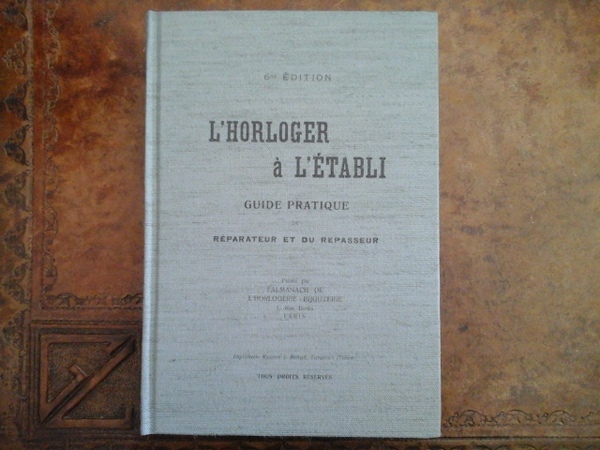 6me ÉDITION
L'HORLOGER
à L'ÉTABLI
GUIDE PRATIQUE
RÉPARATEUR ET DU REPASSEUR
L'ALMANACH DE
L'HORLOGERIE-BIJOUTERIE
PARIS
TOUS DROITS RÉSERVÉS